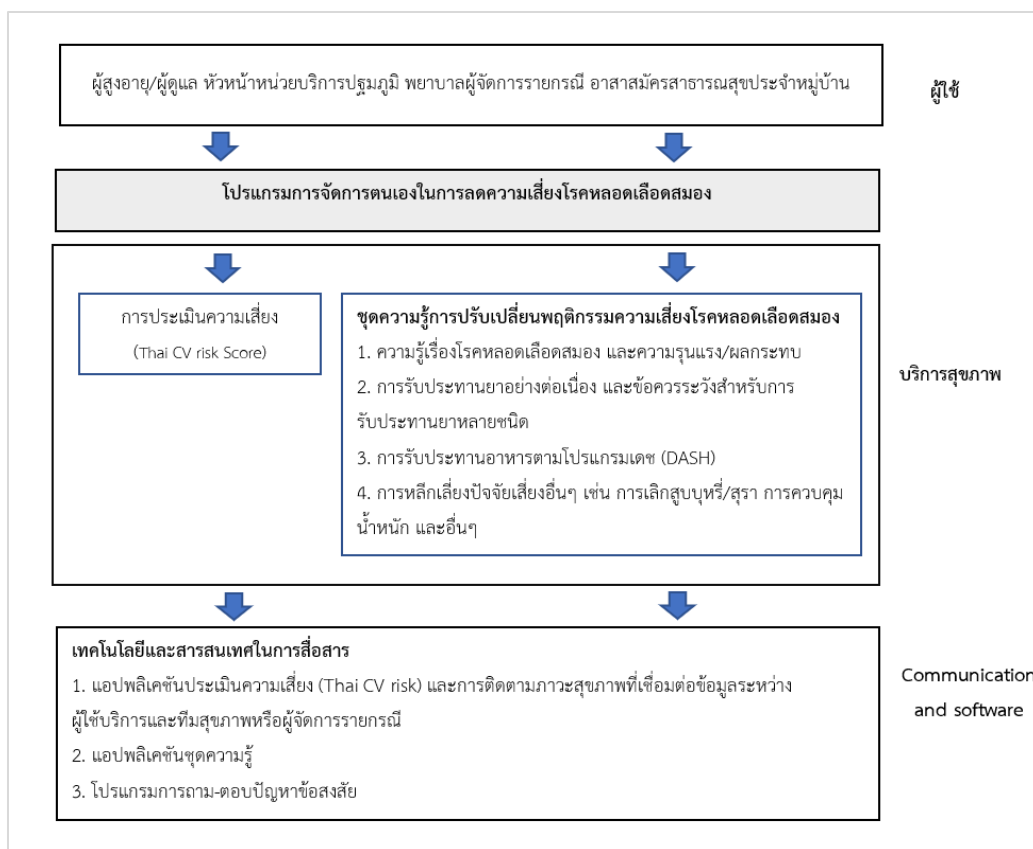 ผู้สูงอายุ/ผู้ดูแล หัวหน้าหน่วยบริการปฐมภูมิ พยาบาลผู้จัดการรายกรณี อาสาสมัครสาธารณสุขประจำหมู่บ้าน
ผู้ใช้
โปรแกรมการจัดการตนเองในการลดความเสี่ยงโรคหลอดเลือดสมอง
การประเมินความเสี่ยง
(Thai CV risk Score)
ชุดความรู้การปรับเปลี่ยนพฤติกรรมความเสี่ยงโรคหลอดเลือดสมอง
1. ความรู้เรื่องโรคหลอดเลือดสมอง และความรุนแรง/ผลกระทบ
2. การรับประทานยาอย่างต่อเนื่อง และข้อควรระวังสำหรับการ
รับประทานยาหลายชนิด
3. การรับประทานอาหารตามโปรแกรมเดช (DASH)
4. การหลีกเลี่ยงปัจจัยเสี่ยงอื่นๆ เช่น การเลิกสูบบุหรี่/สุรา การควบคุม
น้ำหนัก และอื่นๆ
บริการสุขภาพ
เทคโนโลยีและสารสนเทศในการสื่อสาร
1. แอปพลิเคชันประเมินความเสี่ยง (Thai CV risk) และการติดตามภาวะสุขภาพที่เชื่อมต่อข้อมูลระหว่าง
ผู้ใช้บริการและทีมสุขภาพหรือผู้จัดการรายกรณี
2. แอปพลิเคชันชุดความรู้
3. โปรแกรมการถาม-ตอบปัญหาข้อสงสัย
Communication
and software